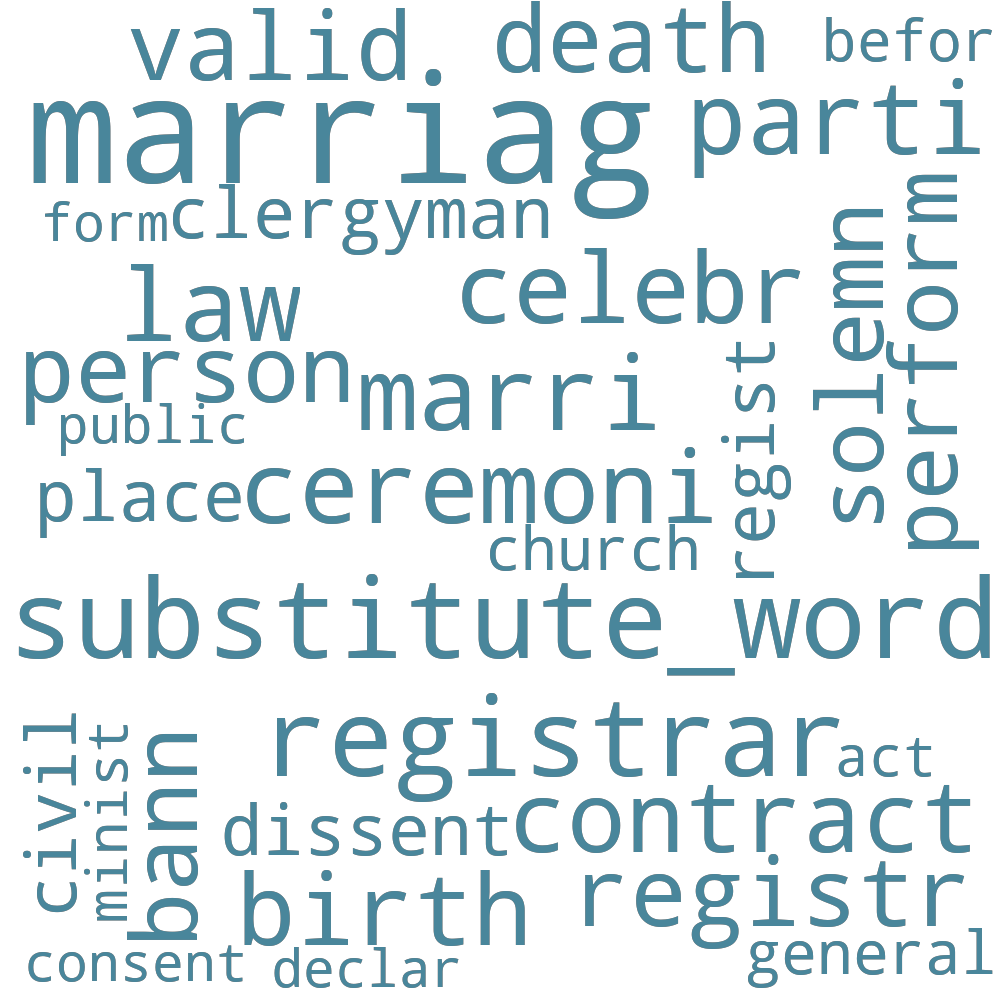 valid death befor
marriag parti
form clergyman
law celebr solemn perform
person marri regist
public
place ceremoni
church
substitute_word
civil minist bann registrar act
dissent contract
birth registr
consent declar general